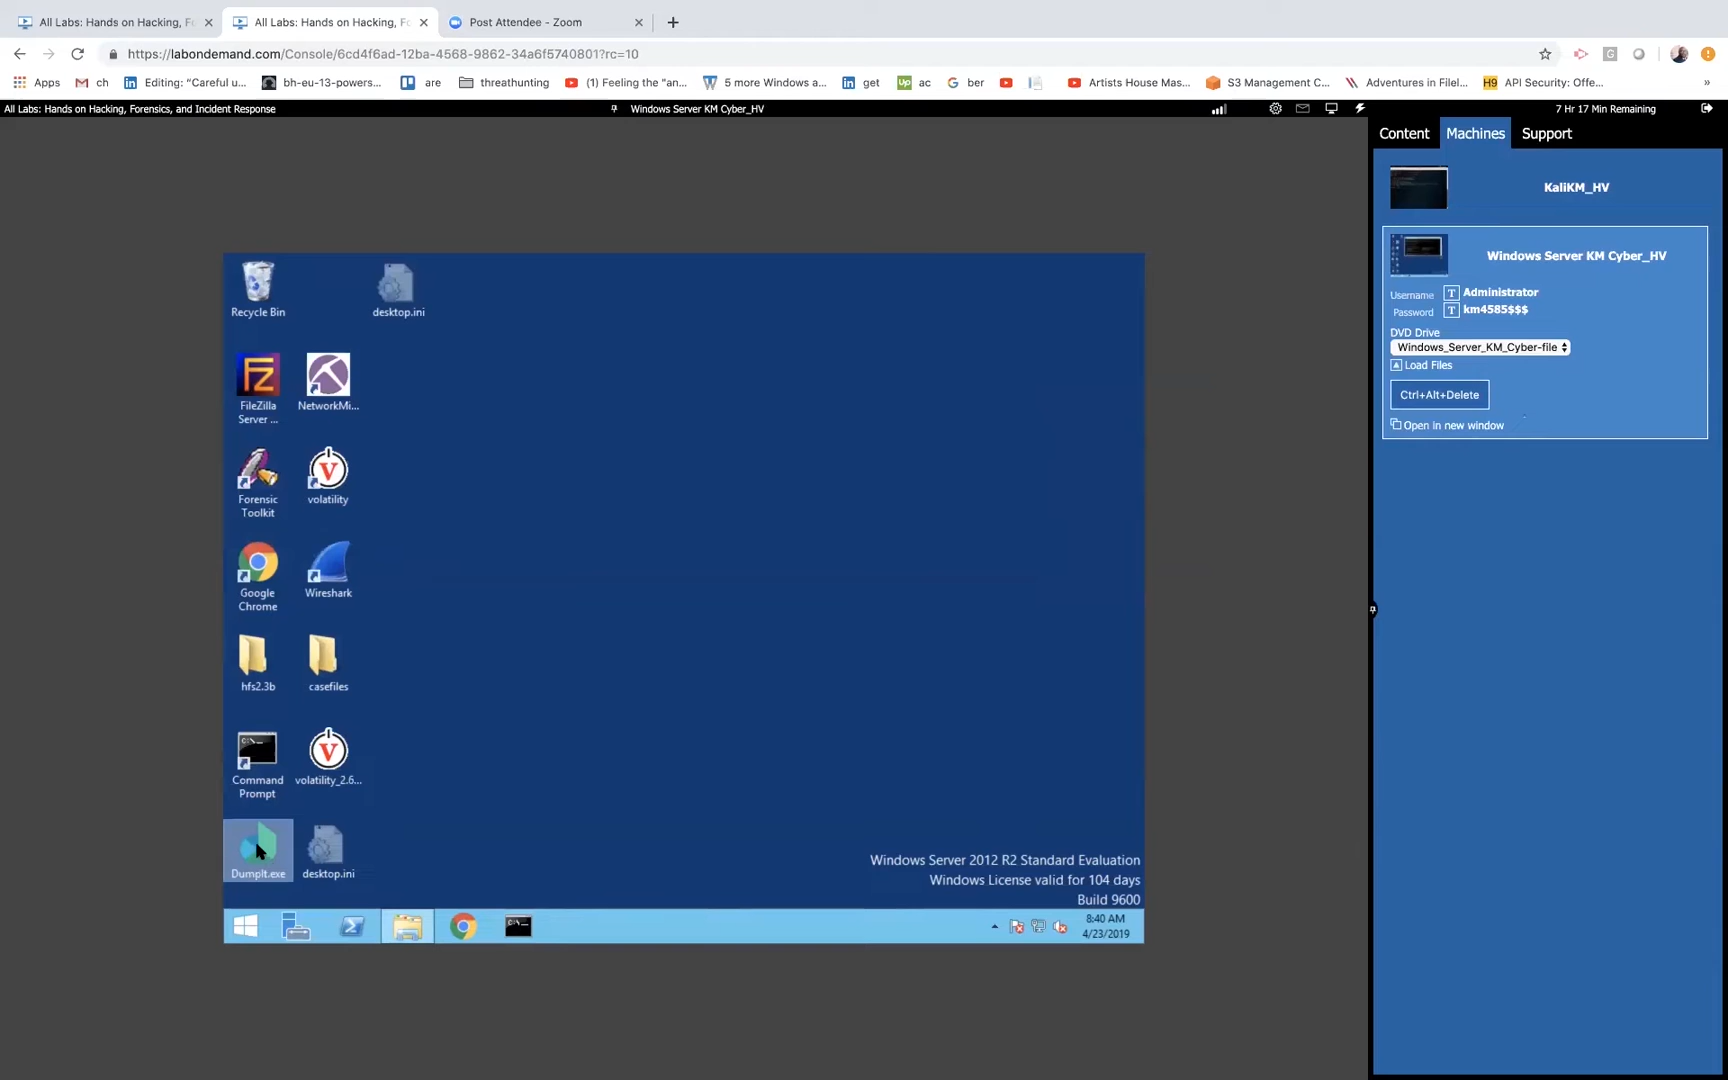 All Labs: Hands on Hacking, Fo
All Labs: Hands on Hacking, Fo
Post Attendee - Zoom
https://labondemand.com/Console/6cd4f6ad-12ba-4568-9862-34a6f5740801?rc=10
Apps
ch
Editing: “Careful u...
bh-eu-13-powers...
are
threathunting
(1) Feeling the "an...
5 more Windows a...
get
ac
ber
Artists House Mas...
S3 Management C...
Adventures in FileI...
API Security: Offe...
»
All Labs: Hands on Hacking, Forensics, and Incident Response
Windows Server KM Cyber_HV
7 Hr 17 Min Remaining
Content
Machines
Support
KaliKM_HV
Windows Server KM Cyber_HV
Username
T
Administrator
Password
T
km4585$$$
DVD Drive
Windows_Server_KM_Cyber-file
Load Files
Ctrl+Alt+Delete
Open in new window
Recycle Bin
desktop.ini
FileZilla
Server ...
NetworkMi...
Forensic
Toolkit
volatility
Google
Chrome
Wireshark
hfs2.3b
casefiles
Command
Prompt
volatility_2.6...
DumpIt.exe
desktop.ini
Windows Server 2012 R2 Standard Evaluation
Windows License valid for 104 days
Build 9600
8:40 AM
4/23/2019